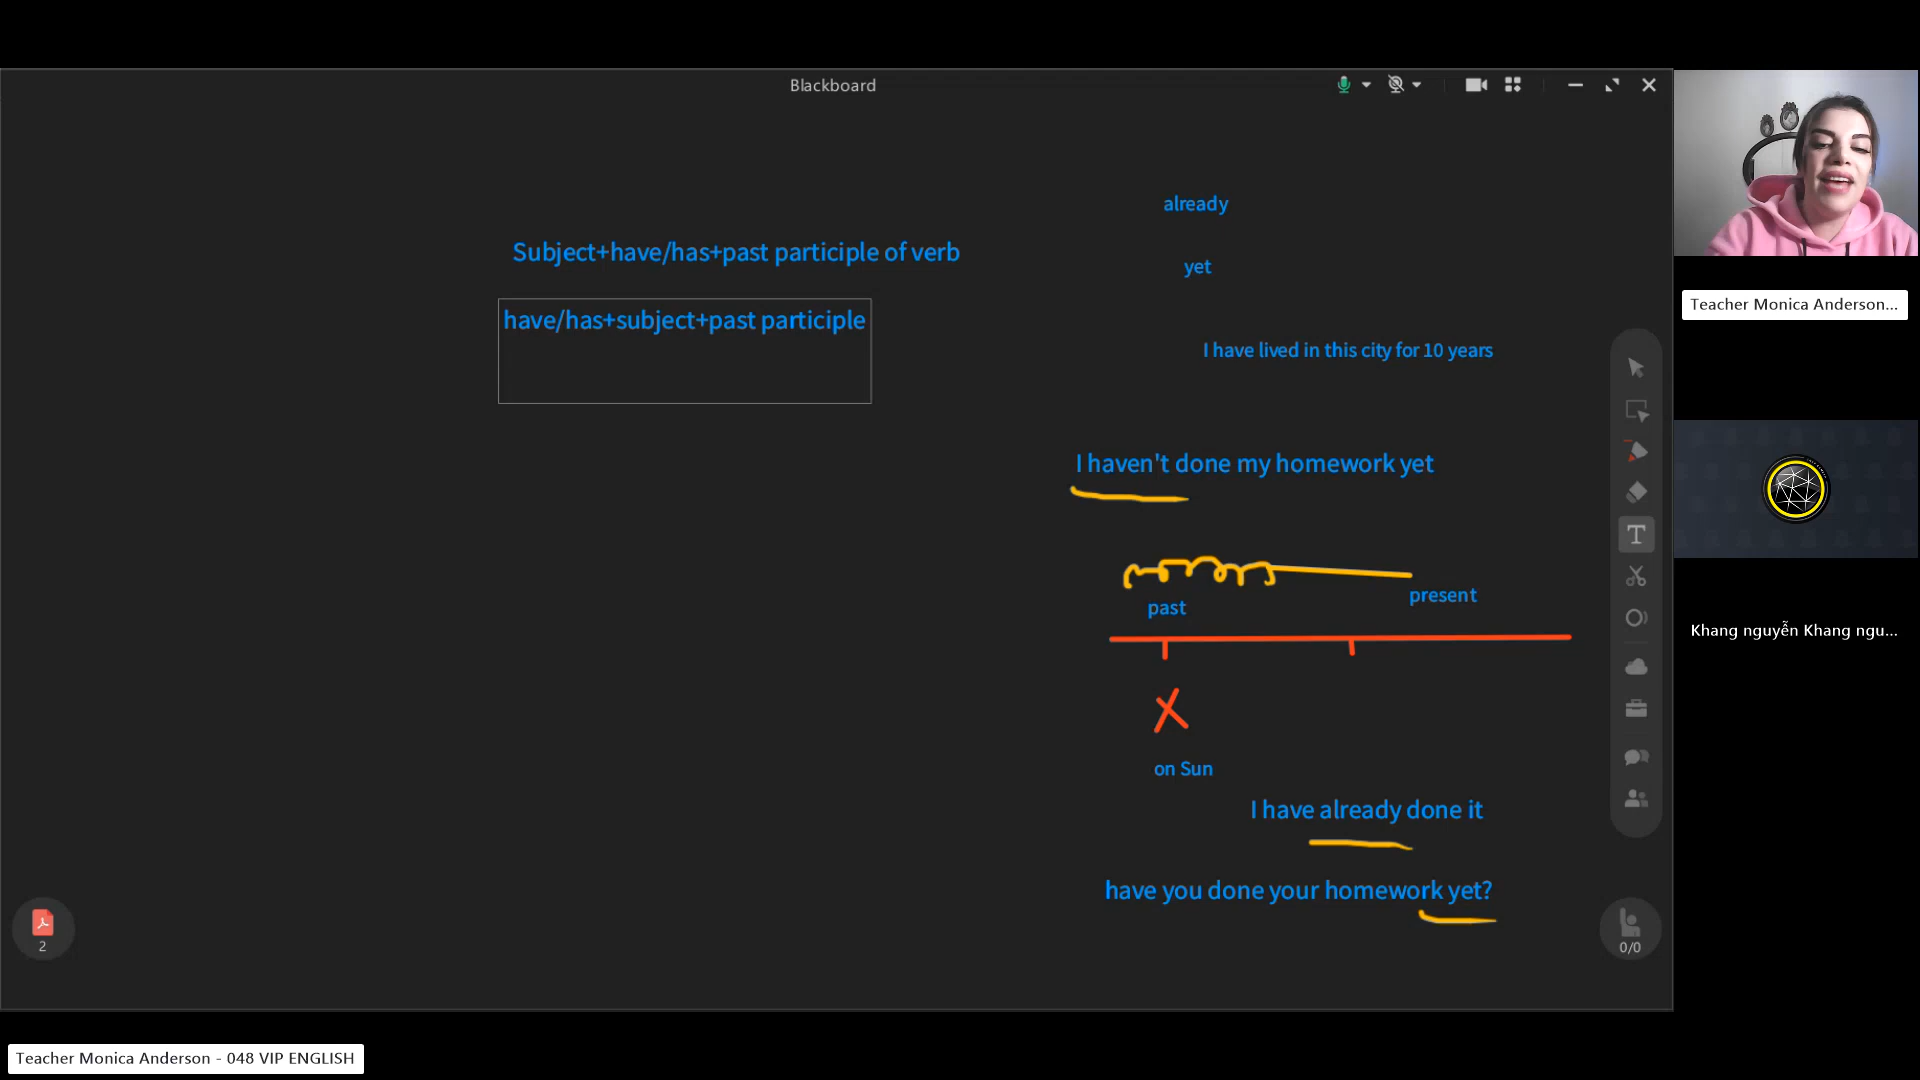 Blackboard
already
Subject+have/has+past participle of verb
yet
Teacher Monica Anderson...
have/has+subject+past participle
I have lived in this city for 10 years
I haven't done my homework yet
past
present
Khang nguyễn Khang ngu...
X
on Sun
I have already done it
have you done your homework yet?
2
0/0
Teacher Monica Anderson - 048 VIP ENGLISH